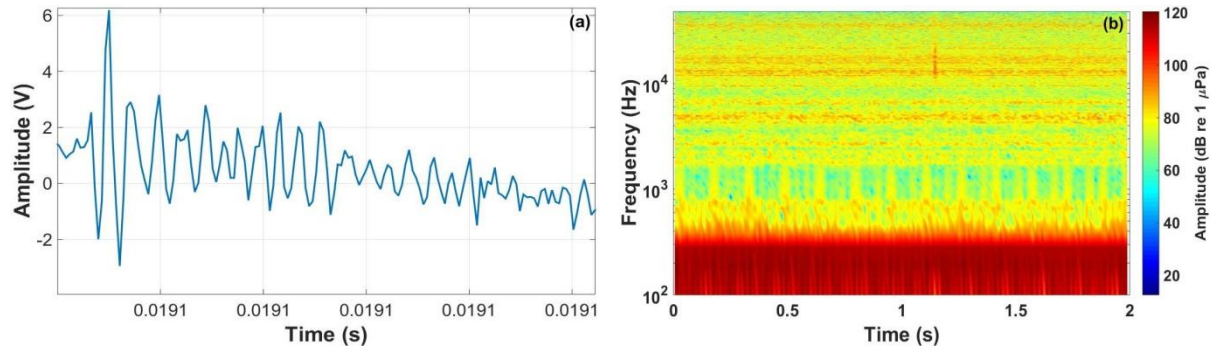 (a)
Amplitude (V)
6
4
2
0
-2
0.0191 0.0191 0.0191 0.0191 0.0191
Time (s)
(b)
Frequency (Hz)
10^4
10^3
10^2
0 0.5 1 1.5 2
Time (s)
120
100
80
60
40
20
Amplitude (dB re 1 μPa)